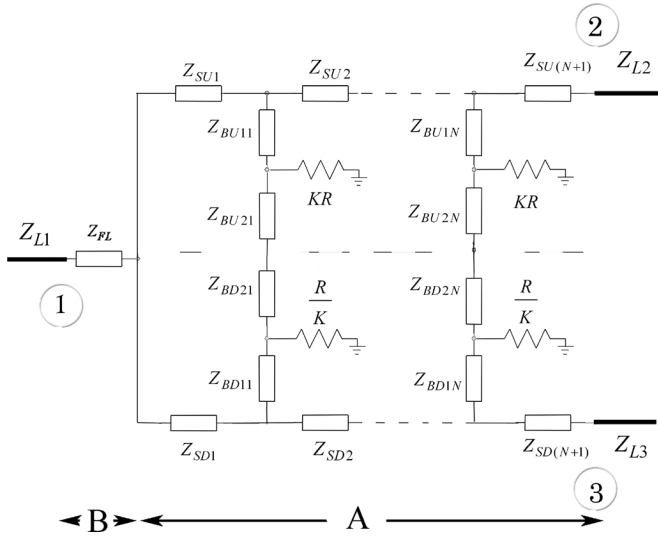 2
Z_{SU1}
Z_{SU2}
Z_{SU(N+1)}
Z_{L2}
Z_{BU11}
Z_{BU1N}
KR
KR
Z_{BU21}
Z_{BU2N}
Z_{L1}
Z_{FL}
1
Z_{BD21}
R/K
Z_{BD2N}
R/K
Z_{BD11}
Z_{BD1N}
Z_{SD1}
Z_{SD2}
Z_{SD(N+1)}
Z_{L3}
3
B
A